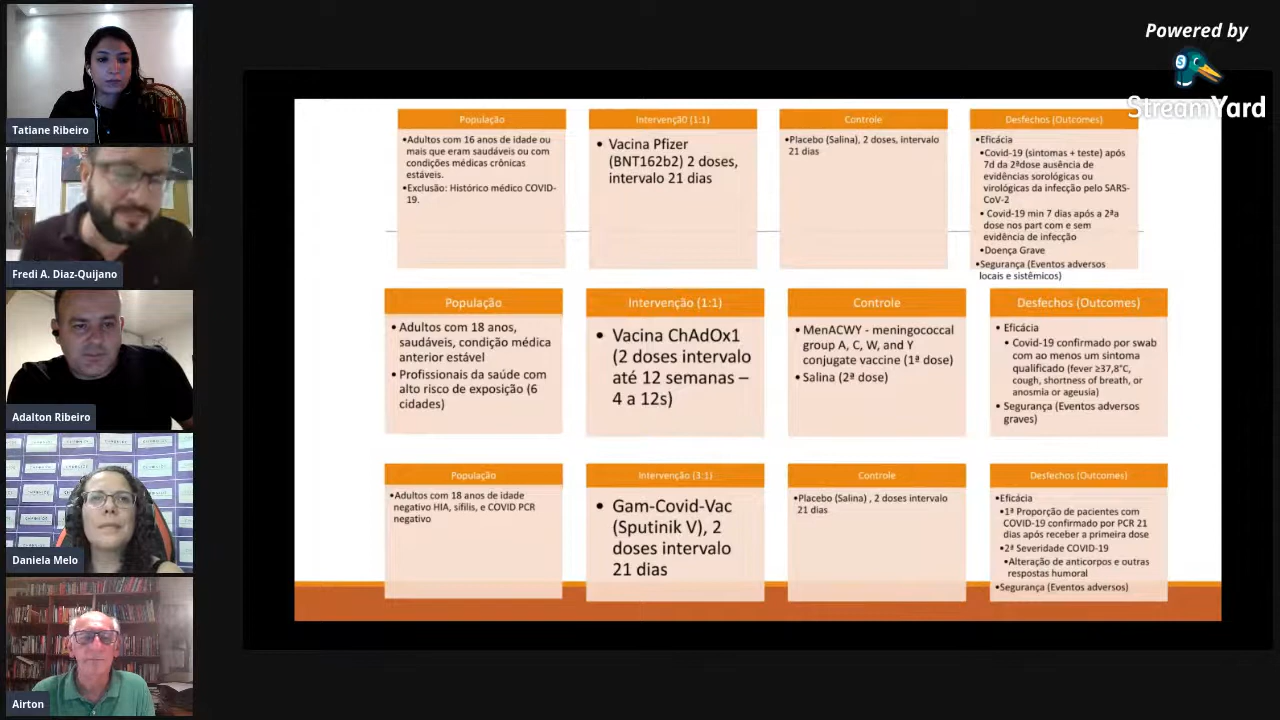 Powered by
StreamYard
Tatiane Ribeiro
Fredi A. Diaz-Quijano
Adalton Ribeiro
Daniela Melo
Airton
População
•Adultos com 16 anos de idade ou
mais que eram saudáveis ou com
condições médicas crônicas
estáveis.
•Exclusão: Histórico médico COVID-
19.
Intervençã0 (1:1)
• Vacina Pfizer
(BNT162b2) 2 doses,
intervalo 21 dias
Controle
•Placebo (Salina), 2 doses, intervalo
21 dias
Desfechos (Outcomes)
•Eficácia
•Covid-19 (sintomas + teste) após
7d da 2ªdose ausência de
evidências sorológicas ou
virológicas da infecção pelo SARS-
CoV-2
• Covid-19 min 7 dias após a 2ªa
dose nos part com e sem
evidência de infecção
•Doença Grave
•Segurança (Eventos adversos
locais e sistêmicos)
População
• Adultos com 18 anos,
saudáveis, condição médica
anterior estável
• Profissionais da saúde com
alto risco de exposição (6
cidades)
Intervenção (1:1)
• Vacina ChAdOx1
(2 doses intervalo
até 12 semanas –
4 a 12s)
Controle
• MenACWY - meningococcal
group A, C, W, and Y
conjugate vaccine (1ª dose)
• Salina (2ª dose)
Desfechos (Outcomes)
• Eficácia
• Covid-19 confirmado por swab
com ao menos um sintoma
qualificado (fever ≥37,8°C,
cough, shortness of breath, or
anosmia or ageusia)
• Segurança (Eventos adversos
graves)
População
•Adultos com 18 anos de idade
negativo HIA, sífilis, e COVID PCR
negativo
Intervenção (3:1)
• Gam-Covid-Vac
(Sputinik V), 2
doses intervalo
21 dias
Controle
•Placebo (Salina) , 2 doses intervalo
21 dias
Desfechos (Outcomes)
•Eficácia
•1ª Proporção de pacientes com
COVID-19 confirmado por PCR 21
dias após receber a primeira dose
•2ª Severidade COVID-19
•Alteração de anticorpos e outras
respostas humoral
•Segurança (Eventos adversos)